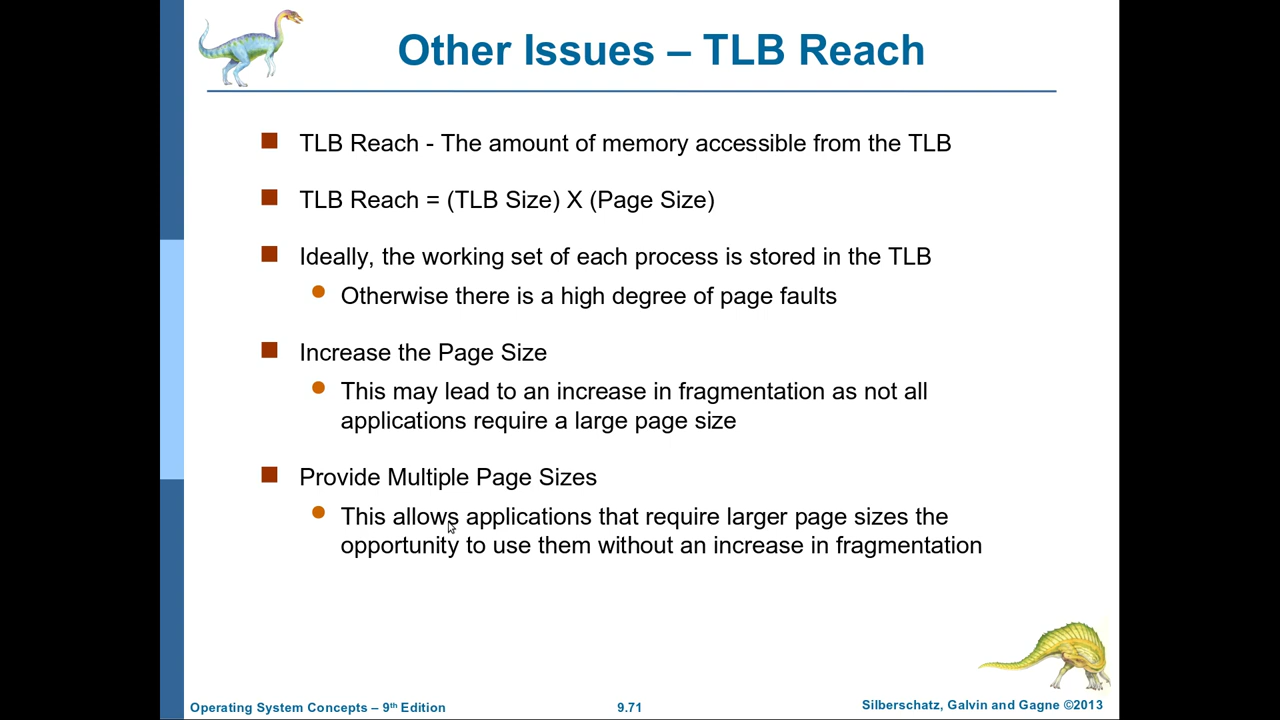 Other Issues – TLB Reach
TLB Reach - The amount of memory accessible from the TLB
TLB Reach = (TLB Size) X (Page Size)
Ideally, the working set of each process is stored in the TLB
Otherwise there is a high degree of page faults
Increase the Page Size
This may lead to an increase in fragmentation as not all
applications require a large page size
Provide Multiple Page Sizes
This allows applications that require larger page sizes the
opportunity to use them without an increase in fragmentation
Operating System Concepts – 9th Edition
9.71
Silberschatz, Galvin and Gagne ©2013